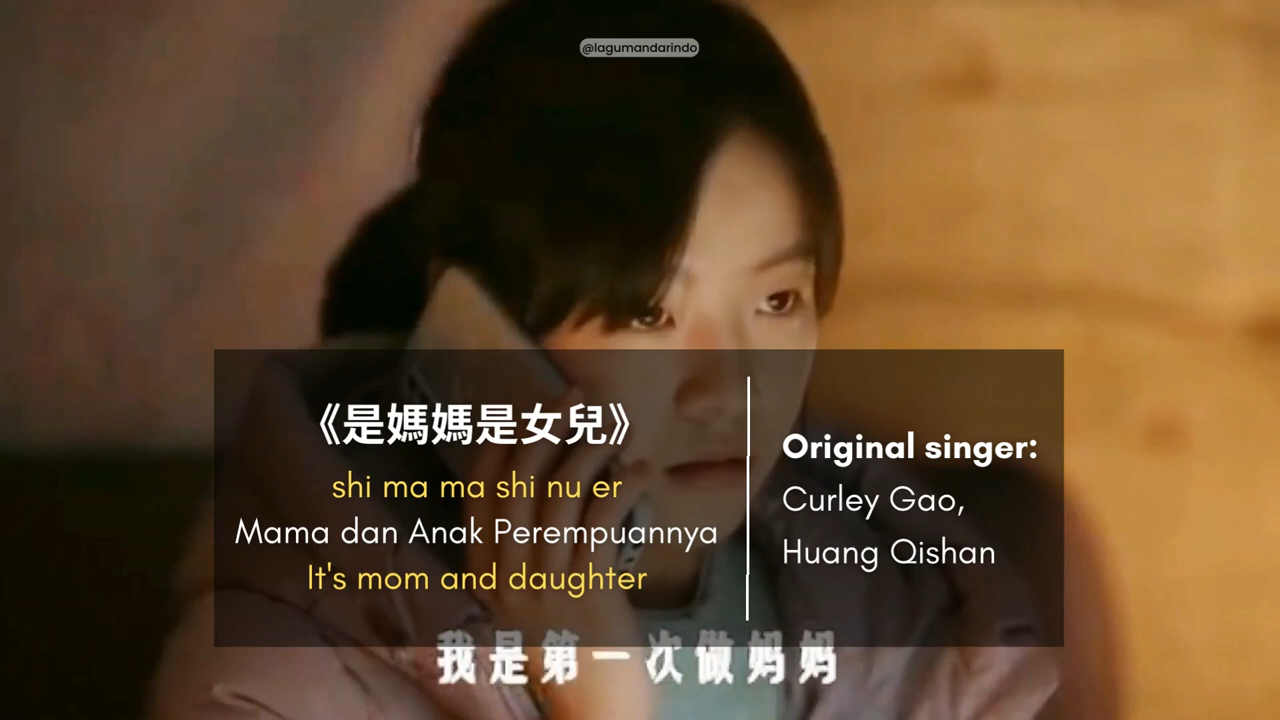 @lagumandarindo
《是媽媽是女兒》
shi ma ma shi nu er
Mama dan Anak Perempuannya
It's mom and daughter
Original singer:
Curley Gao,
Huang Qishan
我是第一次做妈妈